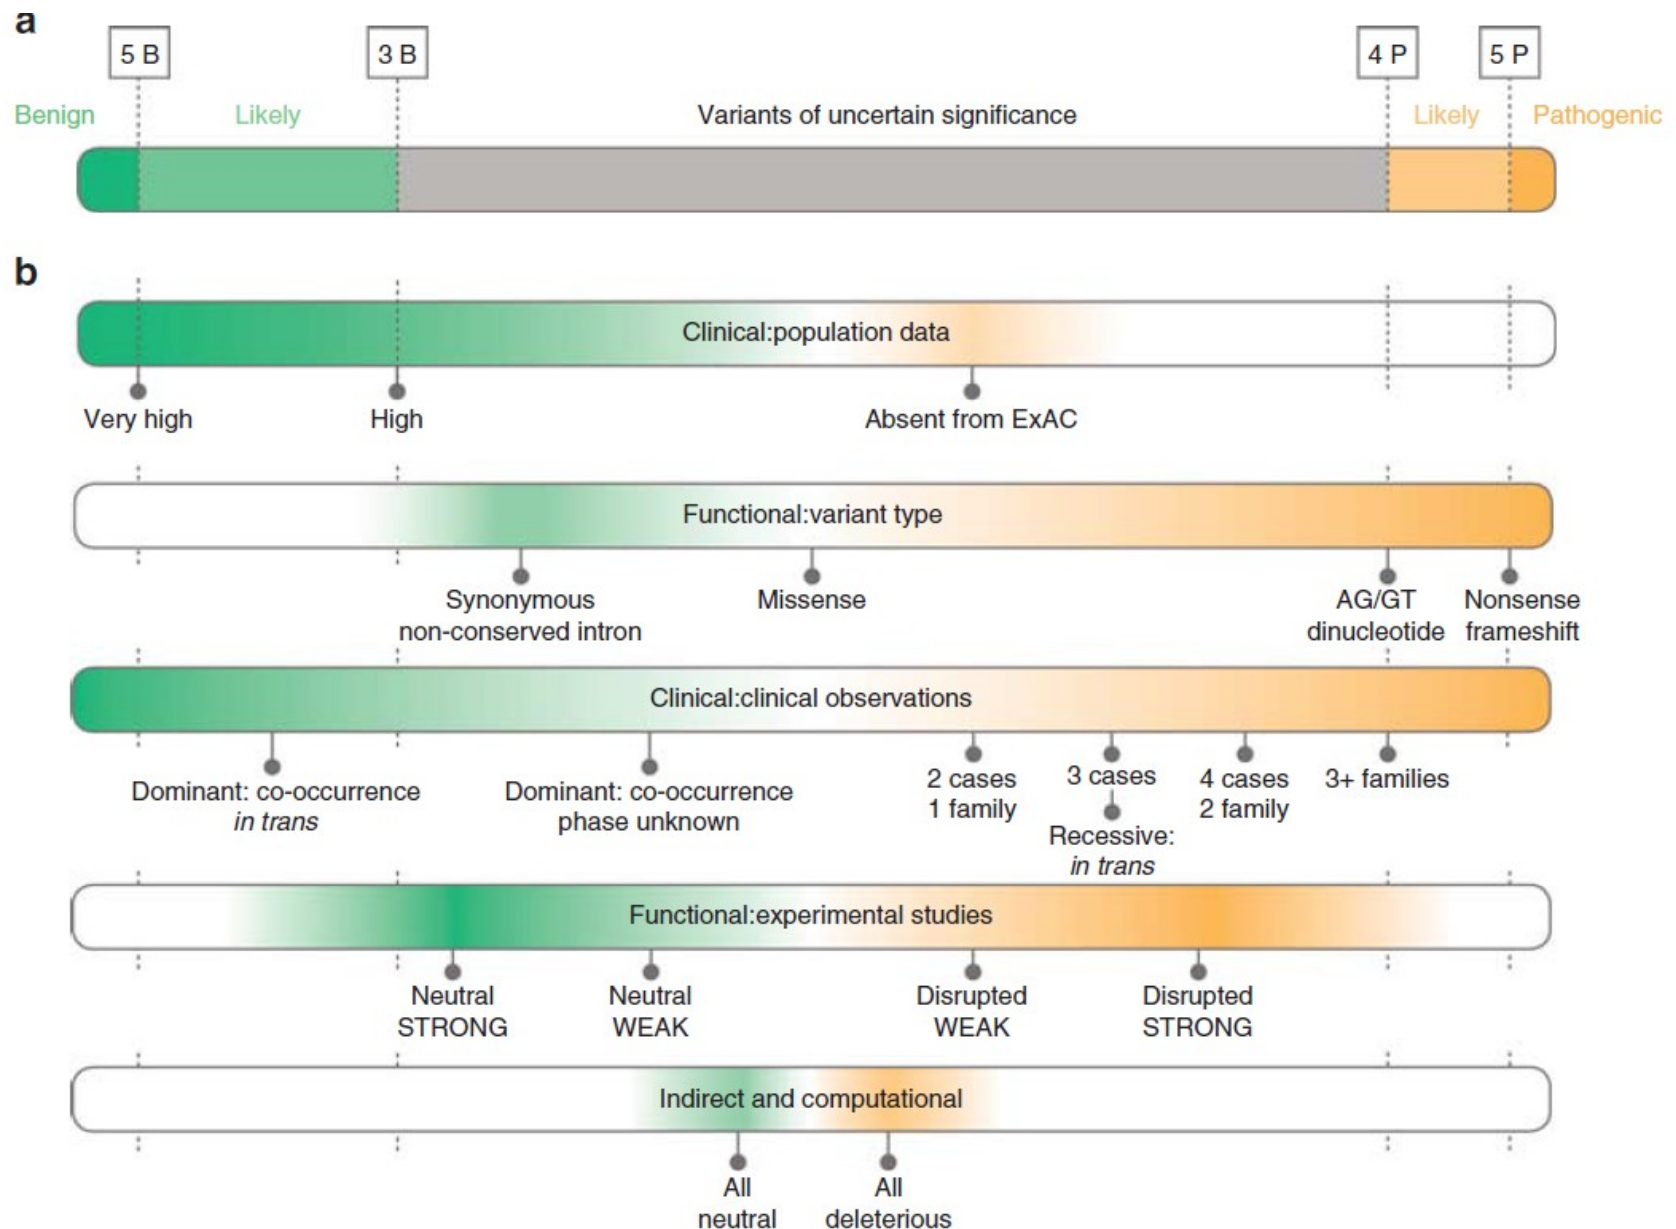 a
5 B
3 B
4 P
5 P
Benign
Likely
Variants of uncertain significance
Likely
Pathogenic
b
Clinical:population data
Very high
High
Absent from ExAC
Functional:variant type
Synonymous
non-conserved intron
Missense
AG/GT
dinucleotide
Nonsense
frameshift
Clinical:clinical observations
Dominant: co-occurrence
in trans
Dominant: co-occurrence
phase unknown
2 cases
1 family
3 cases
Recessive:
in trans
4 cases
2 family
3+ families
Functional:experimental studies
Neutral
STRONG
Neutral
WEAK
Disrupted
WEAK
Disrupted
STRONG
Indirect and computational
All
neutral
All
deleterious